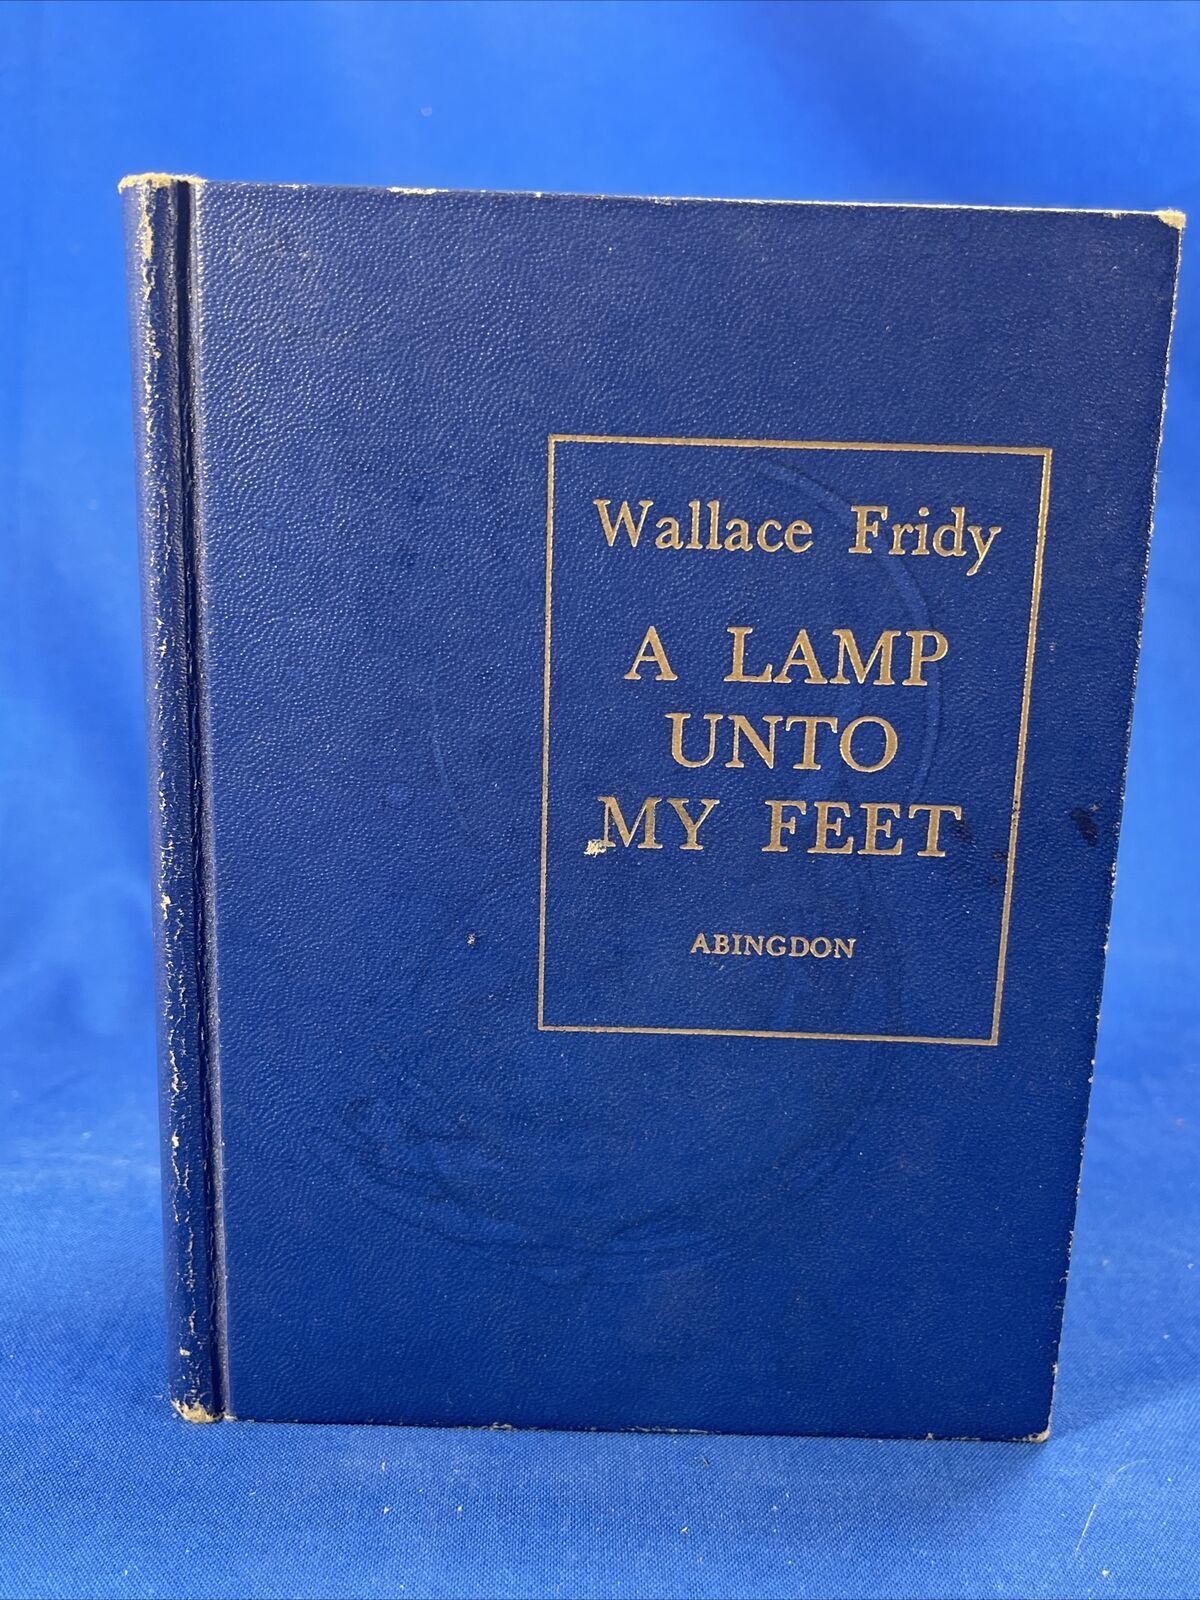 Wallace Fridy
A LAMP
UNTO
MY FEET
ABINGDON